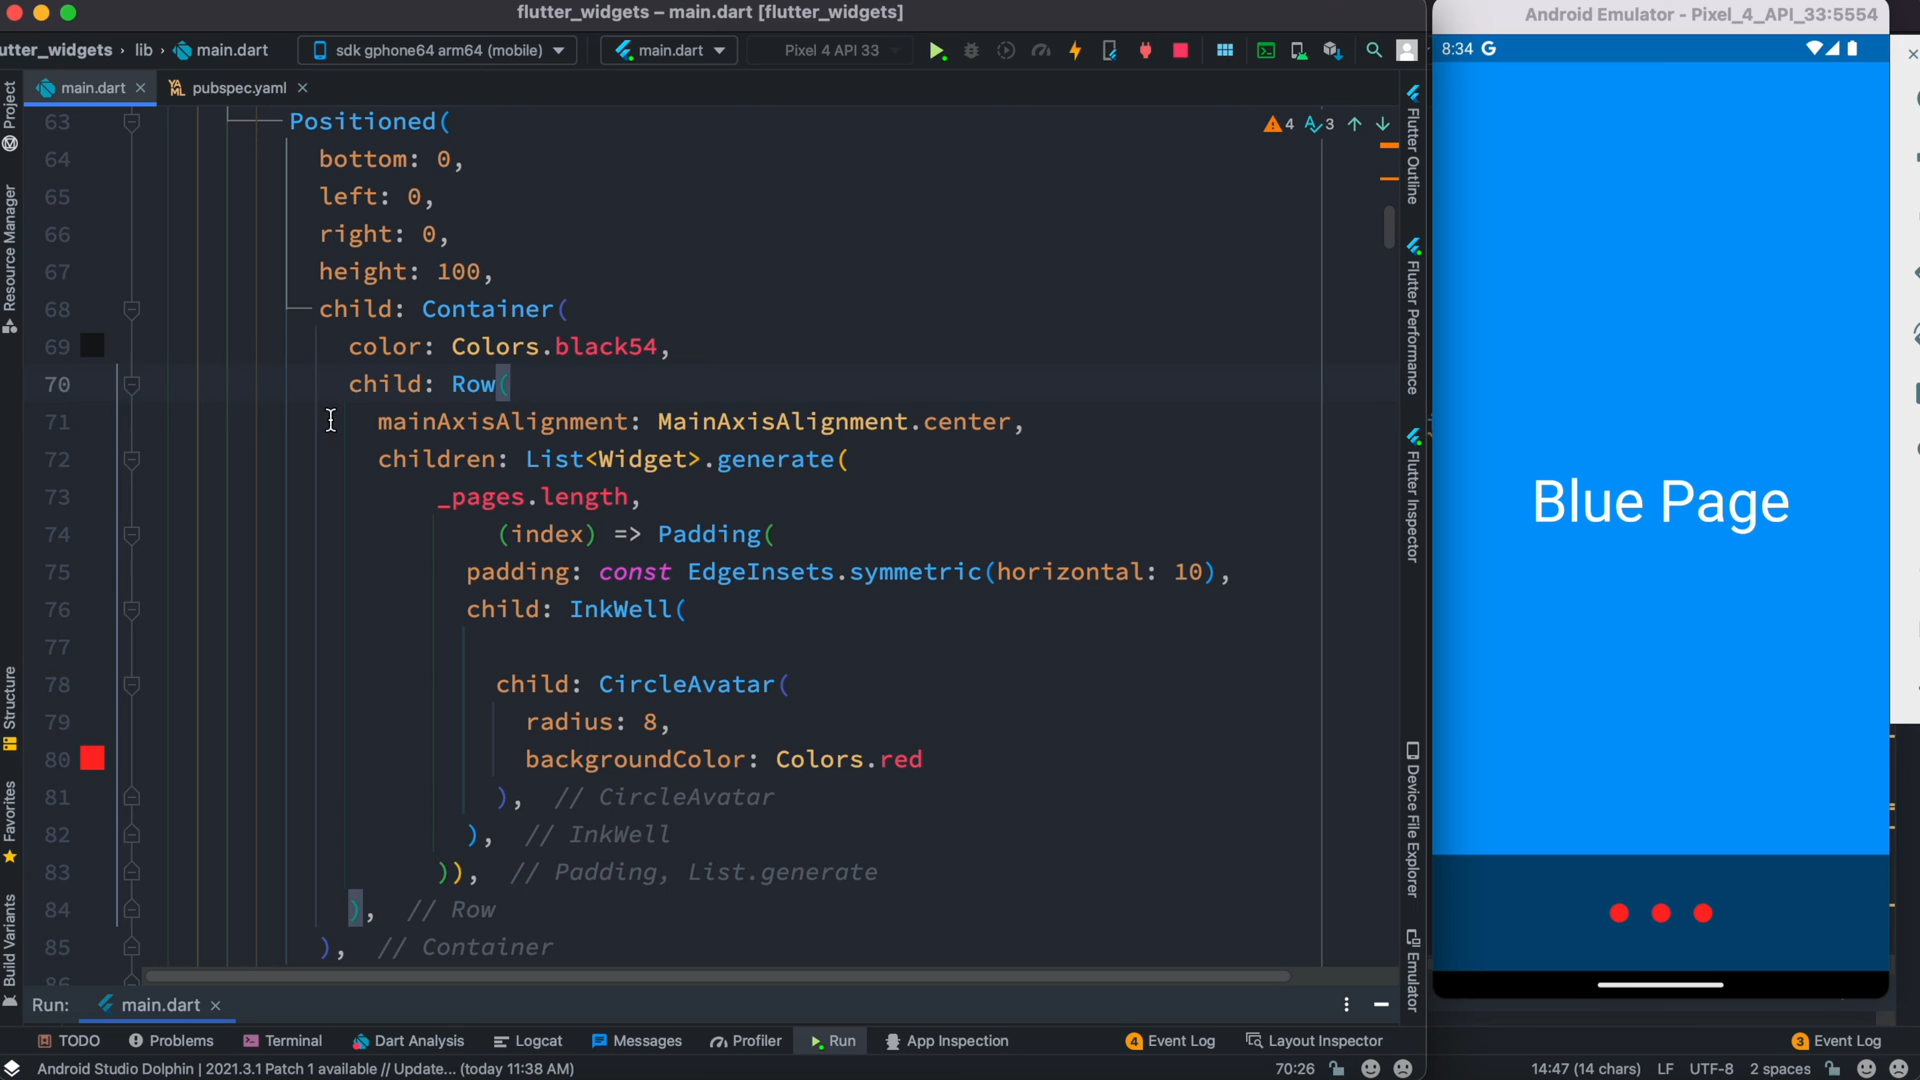 flutter_widgets – main.dart [flutter_widgets]
Android Emulator - Pixel_4_API_33:5554
utter_widgets
lib
main.dart
sdk gphone64 arm64 (mobile)
main.dart
Pixel 4 API 33
8:34
main.dart
pubspec.yaml
63 Positioned(
64 bottom: 0,
65 left: 0,
66 right: 0,
67 height: 100,
68 child: Container(
69 color: Colors.black54,
70 child: Row(
71 mainAxisAlignment: MainAxisAlignment.center,
72 children: List<Widget>.generate(
73 _pages.length,
74 (index) => Padding(
75 padding: const EdgeInsets.symmetric(horizontal: 10),
76 child: InkWell(
77
78 child: CircleAvatar(
79 radius: 8,
80 backgroundColor: Colors.red
81 ), // CircleAvatar
82 ), // InkWell
83 )), // Padding, List.generate
84 ), // Row
85 ), // Container
86
4
3
Project
Resource Manager
Structure
Favorites
Build Variants
Flutter Outline
Flutter Performance
Flutter Inspector
Device File Explorer
Emulator
Blue Page
Run:
main.dart
TODO
Problems
Terminal
Dart Analysis
Logcat
Messages
Profiler
Run
App Inspection
4 Event Log
Layout Inspector
3 Event Log
Android Studio Dolphin | 2021.3.1 Patch 1 available // Update... (today 11:38 AM)
70:26
14:47 (14 chars)
LF
UTF-8
2 spaces